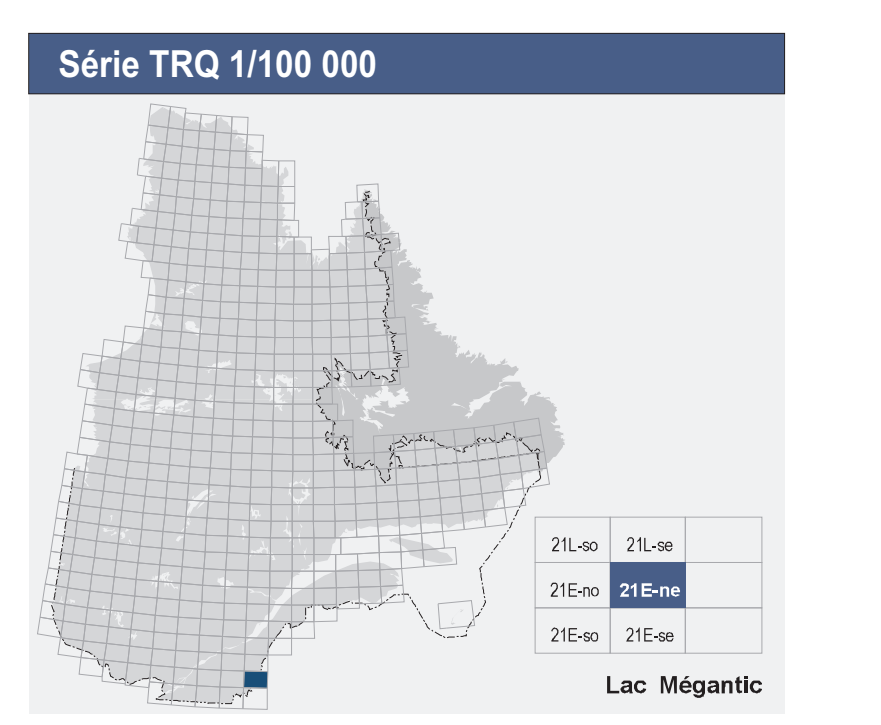 Série TRQ 1/100 000
21L-so 21L-se
21E-no 21E-ne
21E-so 21E-se
Lac Mégantic